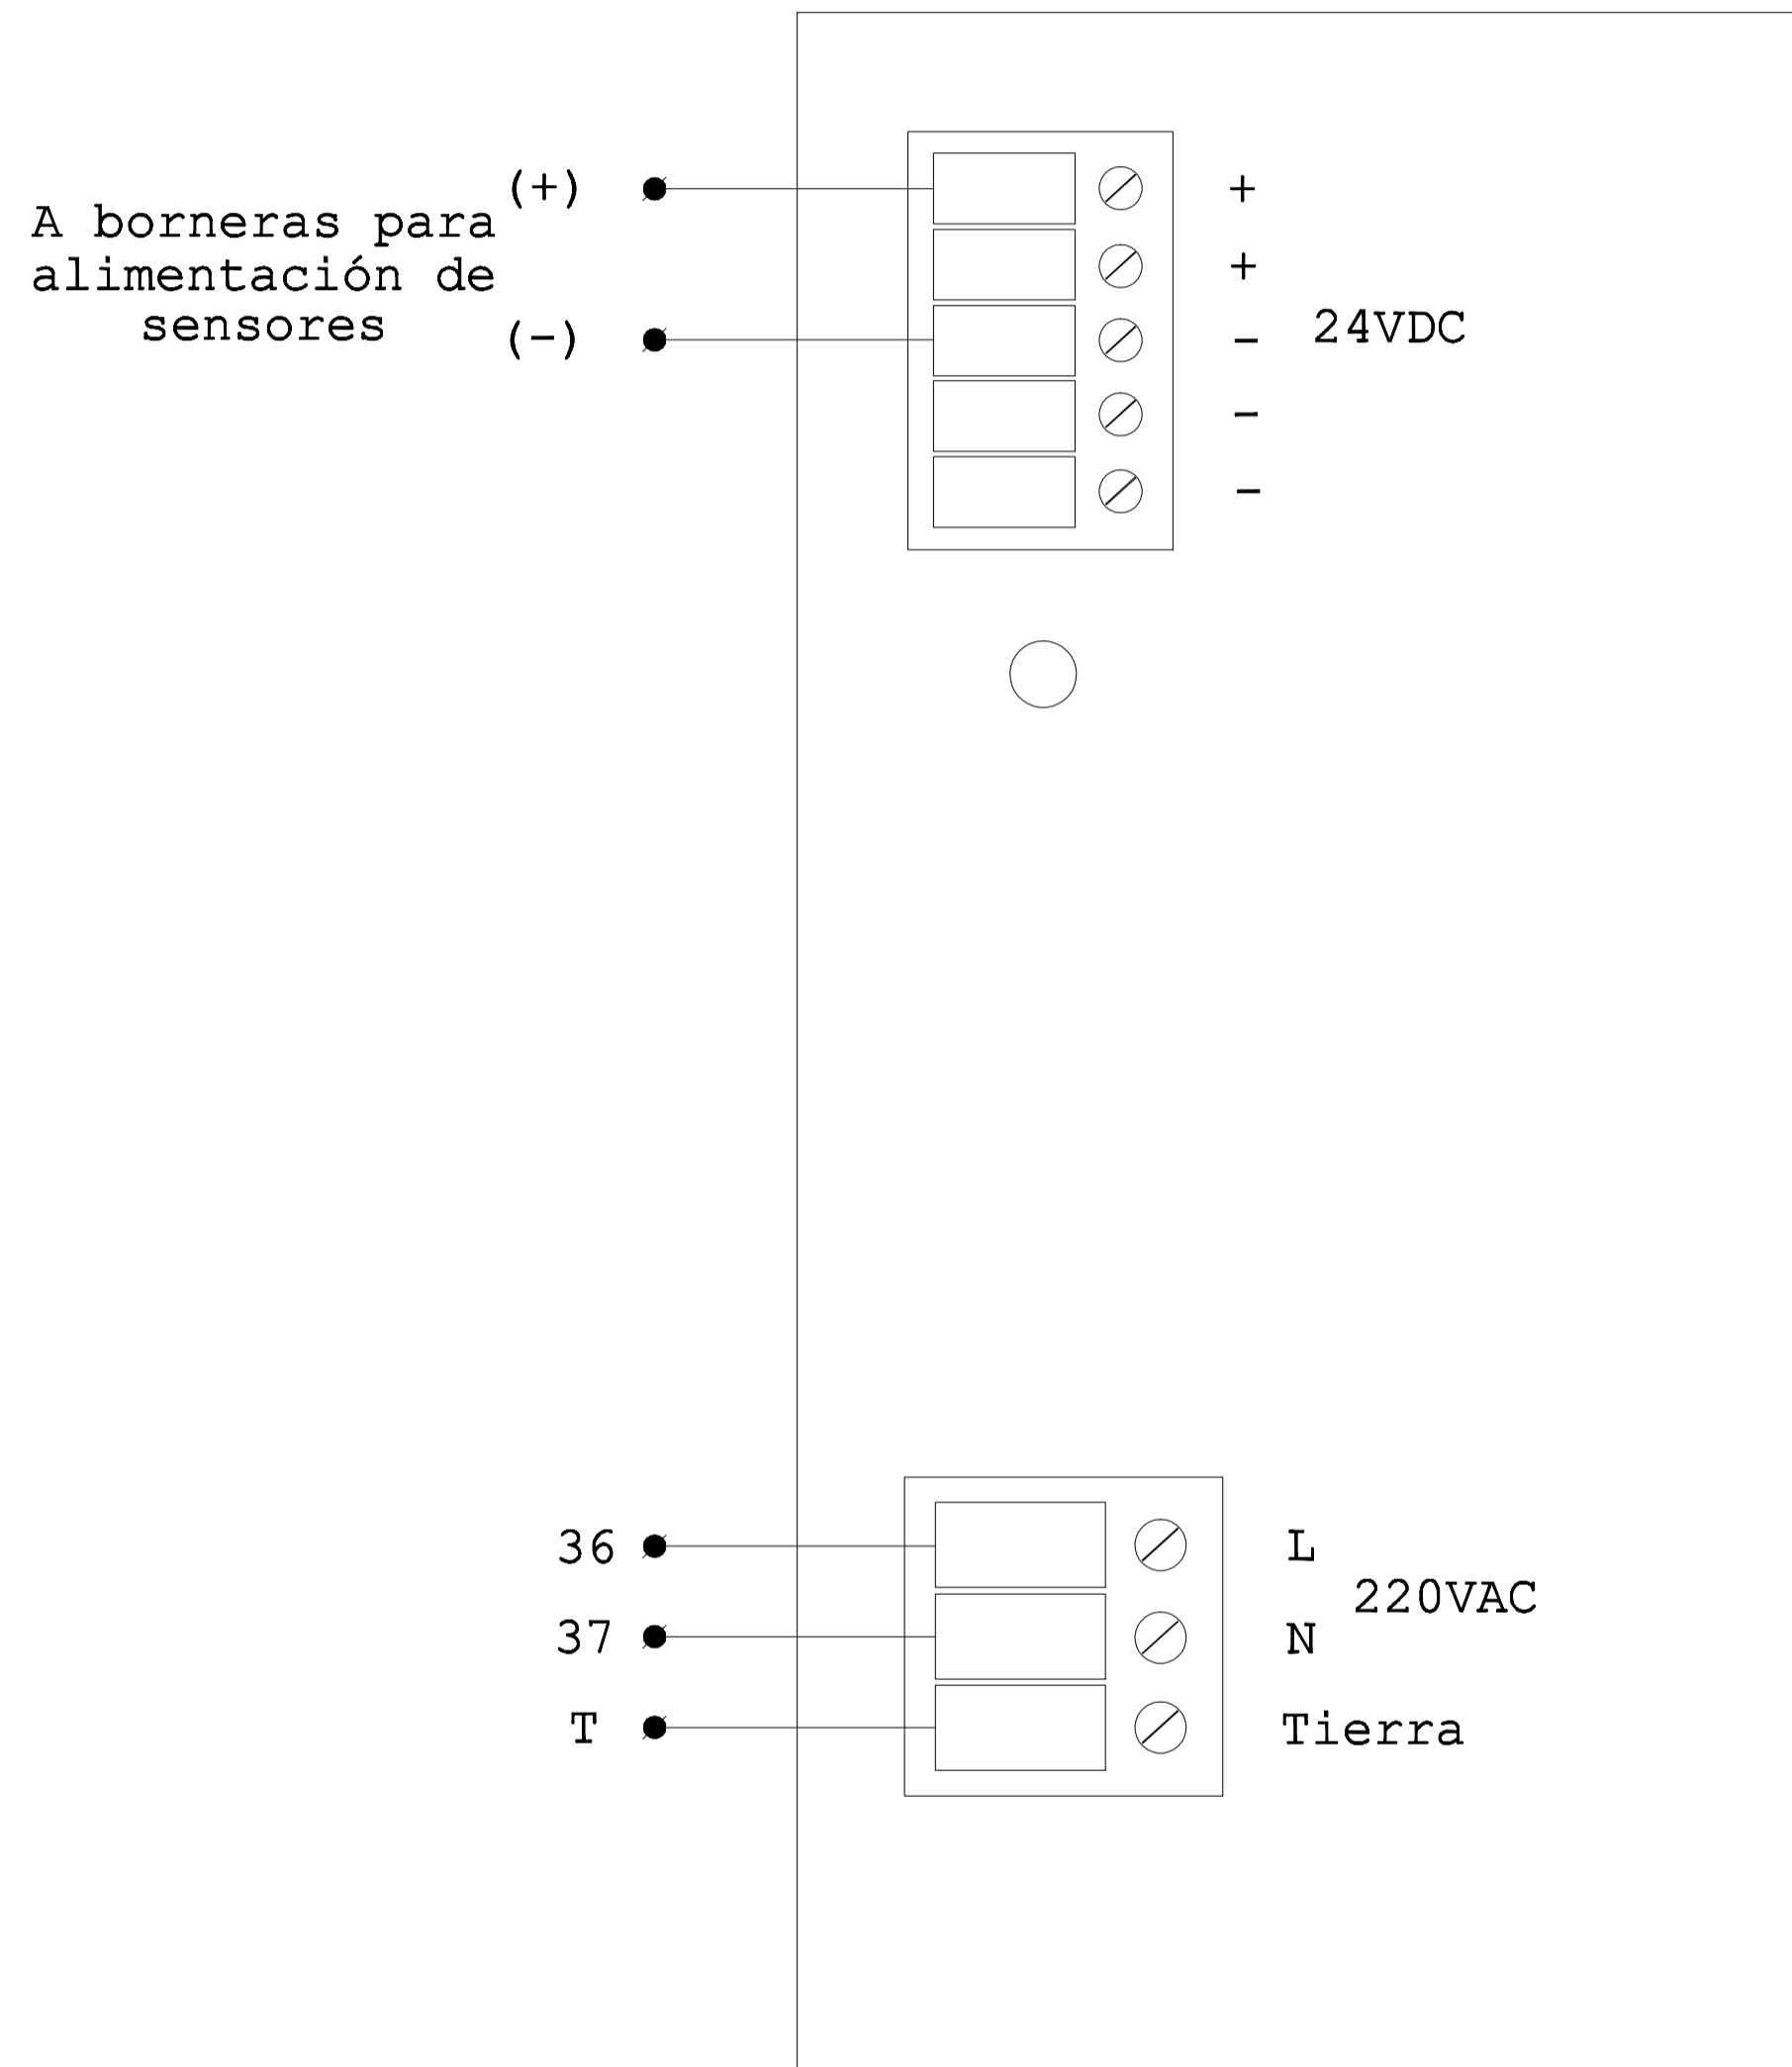 (+)
A borneras para
alimentación de
sensores
(-)
+
+
-
-
-
24VDC
36
37
T
L
N
Tierra
220VAC